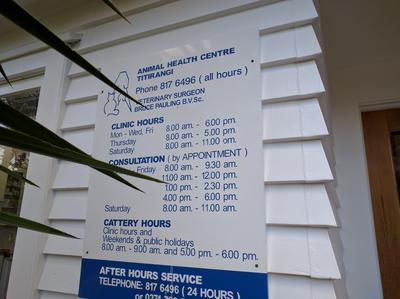 ANIMAL HEALTH CENTRE
TITIRANGI
Phone 817 6496 ( all hours )
VETERINARY SURGEON
BRUCE PAULING B.V.Sc.
CLINIC HOURS
Mon - Wed, Fri 8.00 am. - 6.00 pm.
Thursday 8.00 am. - 5.00 pm.
Saturday 8.00 am. - 11.00 am.
CONSULTATION ( by APPOINTMENT )
Friday 8.00 am. - 9.30 am.
11.00 am. - 12.00 pm.
1.00 pm. - 2.30 pm.
4.00 pm. - 6.00 pm.
Saturday 8.00 am. - 11.00 am.
CATTERY HOURS
Clinic hours and
Weekends & public holidays
8.00 am. - 9.00 am. and 5.00 pm. - 6.00 pm.
AFTER HOURS SERVICE
TELEPHONE: 817 6496 ( 24 HOURS )
or 0274